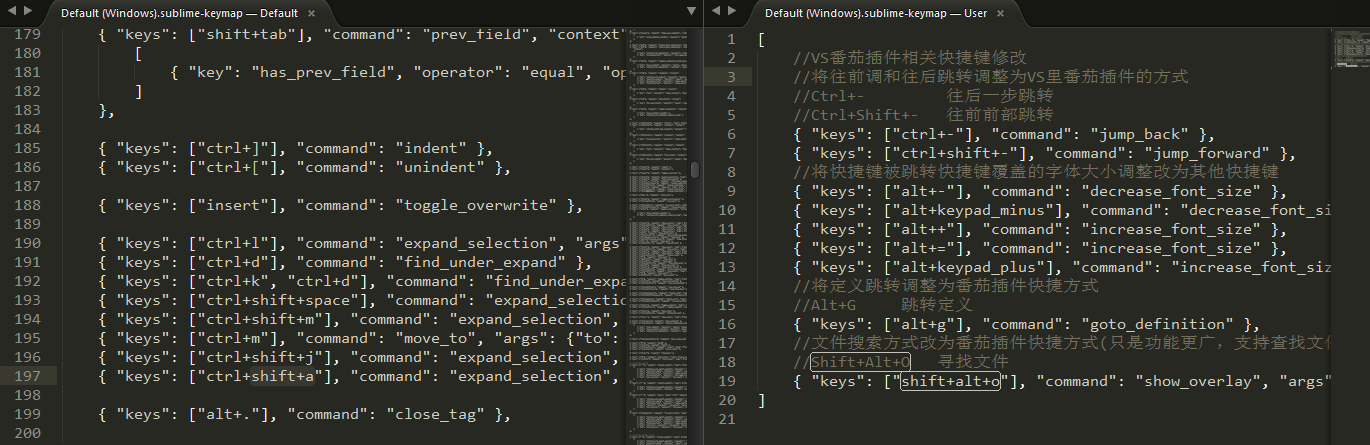 Default (Windows).sublime-keymap — Default
179 { "keys": ["shift+tab"], "command": "prev_field", "context"
180 [
181 { "key": "has_prev_field", "operator": "equal", "op
182 ]
183 },
184
185 { "keys": ["ctrl+]"], "command": "indent" },
186 { "keys": ["ctrl+["], "command": "unindent" },
187
188 { "keys": ["insert"], "command": "toggle_overwrite" },
189
190 { "keys": ["ctrl+l"], "command": "expand_selection", "args"
191 { "keys": ["ctrl+d"], "command": "find_under_expand" },
192 { "keys": ["ctrl+k", "ctrl+d"], "command": "find_under_expa
193 { "keys": ["ctrl+shift+space"], "command": "expand_selectio
194 { "keys": ["ctrl+shift+m"], "command": "expand_selection",
195 { "keys": ["ctrl+m"], "command": "move_to", "args": {"to":
196 { "keys": ["ctrl+shift+j"], "command": "expand_selection",
197 { "keys": ["ctrl+shift+a"], "command": "expand_selection",
198
199 { "keys": ["alt+."], "command": "close_tag" },
200
Default (Windows).sublime-keymap — User
1 [
2 //VS番茄插件相关快捷键修改
3 //将往前调和往后跳转调整为VS里番茄插件的方式
4 //Ctrl+- 往后一步跳转
5 //Ctrl+Shift+- 往前前部跳转
6 { "keys": ["ctrl+-"], "command": "jump_back" },
7 { "keys": ["ctrl+shift+-"], "command": "jump_forward" },
8 //将快捷键被跳转快捷键覆盖的字体大小调整改为其他快捷键
9 { "keys": ["alt+-"], "command": "decrease_font_size" },
10 { "keys": ["alt+keypad_minus"], "command": "decrease_font_si
11 { "keys": ["alt++"], "command": "increase_font_size" },
12 { "keys": ["alt+="], "command": "increase_font_size" },
13 { "keys": ["alt+keypad_plus"], "command": "increase_font_siz
14 //将定义跳转调整为番茄插件快捷方式
15 //Alt+G 跳转定义
16 { "keys": ["alt+g"], "command": "goto_definition" },
17 //文件搜索方式改为番茄插件快捷方式(只是功能更广，支持查找文件
18 //Shift+Alt+O 寻找文件
19 { "keys": ["shift+alt+o"], "command": "show_overlay", "args"
20 ]
21